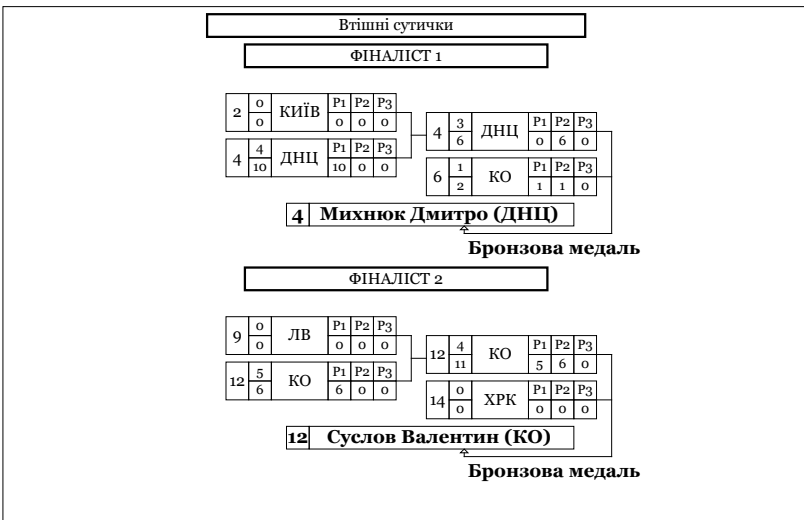 Втішні сутички
ФІНАЛІСТ 1
2 0 0 КИЇВ P1 P2 P3 0 0 0
4 4 10 ДНЦ P1 P2 P3 10 0 0
4 3 6 ДНЦ P1 P2 P3 0 6 0
6 1 2 КО P1 P2 P3 1 1 0
4 Михнюк Дмитро (ДНЦ)
Бронзова медаль
ФІНАЛІСТ 2
9 0 0 ЛВ P1 P2 P3 0 0 0
12 5 6 КО P1 P2 P3 6 0 0
12 4 11 КО P1 P2 P3 5 6 0
14 0 0 ХРК P1 P2 P3 0 0 0
12 Суслов Валентин (КО)
Бронзова медаль